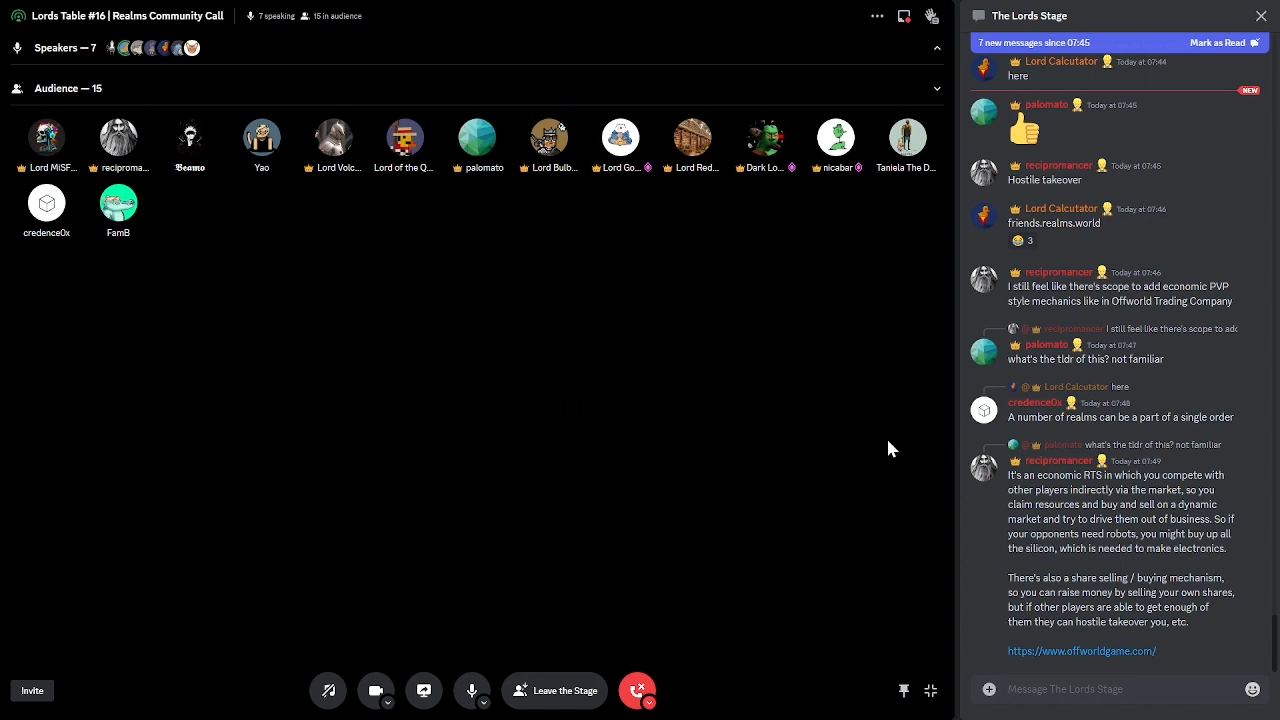 Lords Table #16 | Realms Community Call
7 speaking
15 in audience
Speakers — 7
Audience — 15
Lord MiSF...
reciproma...
Beamo
Yao
Lord Volc...
Lord of the Q...
palomato
Lord Bulb...
Lord Go...
Lord Red...
Dark Lo...
nicabar
Taniela The D...
credence0x
FamB
Invite
Leave the Stage
The Lords Stage
7 new messages since 07:45
Mark as Read
Lord Calcutator Today at 07:44
here
NEW
palomato Today at 07:45
recipromancer Today at 07:45
Hostile takeover
Lord Calcutator Today at 07:46
friends.realms.world
3
recipromancer Today at 07:46
I still feel like there's scope to add economic PVP
style mechanics like in Offworld Trading Company
@ recipromancer I still feel like there's scope to adc
palomato Today at 07:47
what's the tldr of this? not familiar
@ Lord Calcutator here
credence0x Today at 07:48
A number of realms can be a part of a single order
@ palomato what's the tldr of this? not familiar
recipromancer Today at 07:49
It's an economic RTS in which you compete with
other players indirectly via the market, so you
claim resources and buy and sell on a dynamic
market and try to drive them out of business. So if
your opponents need robots, you might buy up all
the silicon, which is needed to make electronics.
There's also a share selling / buying mechanism,
so you can raise money by selling your own shares,
but if other players are able to get enough of
them they can hostile takeover you, etc.
https://www.offworldgame.com/
Message The Lords Stage